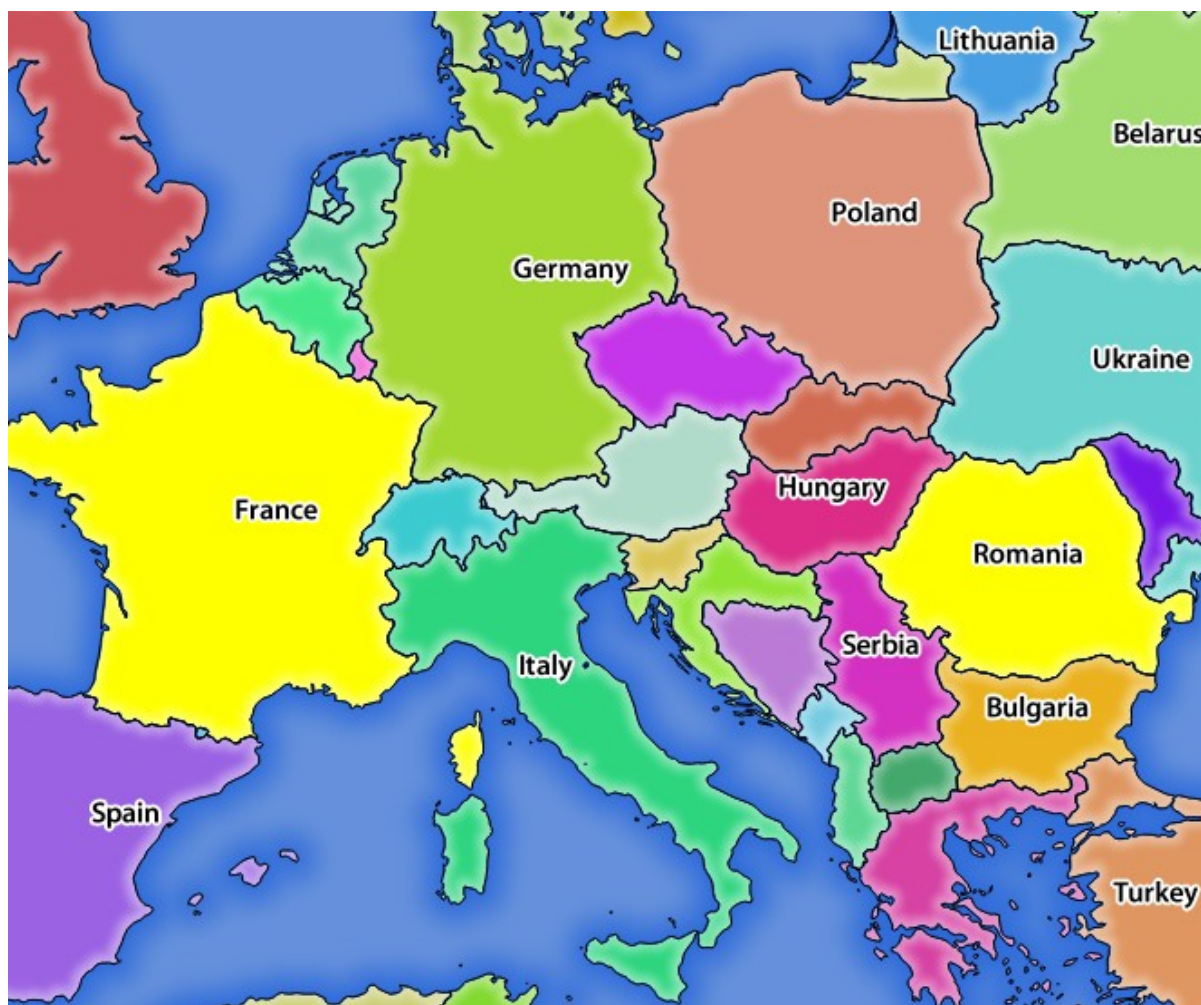 Lithuania
Belarus
Poland
Germany
Ukraine
Hungary
France
Romania
Serbia
Italy
Bulgaria
Spain
Turkey